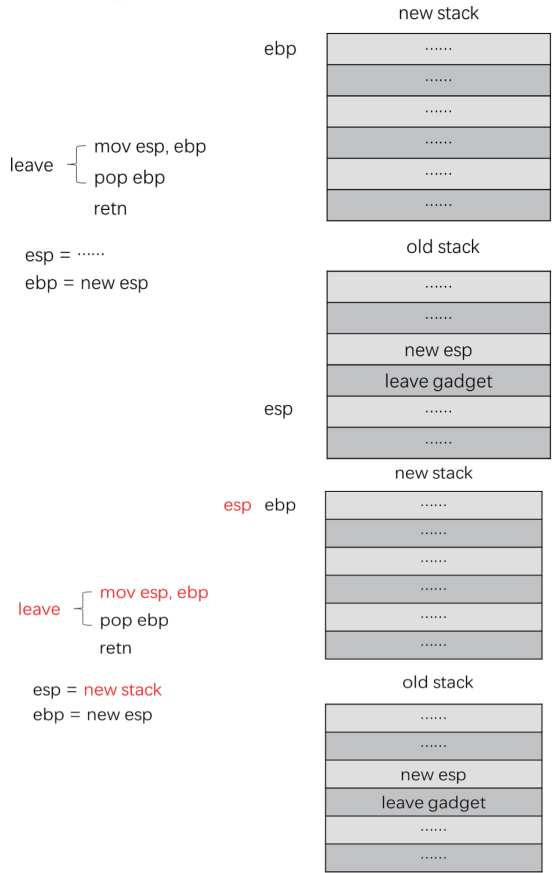 new stack
ebp
······
······
······
······
······
······
leave
mov esp, ebp
pop ebp
retn
esp = ······
ebp = new esp
old stack
······
······
new esp
leave gadget
esp
······
······
new stack
esp ebp
······
······
······
······
······
······
leave
mov esp, ebp
pop ebp
retn
esp = new stack
ebp = new esp
old stack
······
······
new esp
leave gadget
······
······